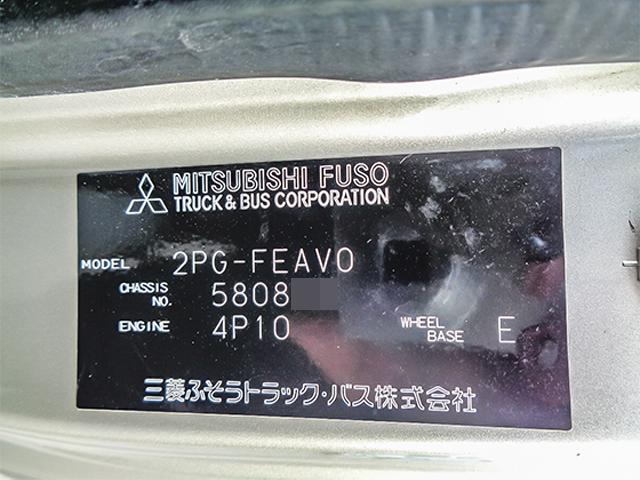 MITSUBISHI FUSO
TRUCK & BUS CORPORATION
MODEL 2PG-FEAV0
CHASSIS NO. 5808
ENGINE 4P10 WHEEL BASE E
三菱ふそうトラック・バス株式会社